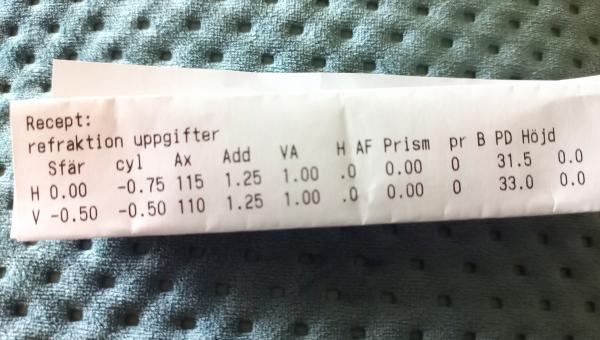 Recept:
refraktion uppgifter
Sfär cyl Ax Add VA H AF Prism pr B PD Höjd
H 0.00 -0.75 115 1.25 1.00 .0 0.00 0 31.5 0.0
V -0.50 -0.50 110 1.25 1.00 .0 0.00 0 33.0 0.0